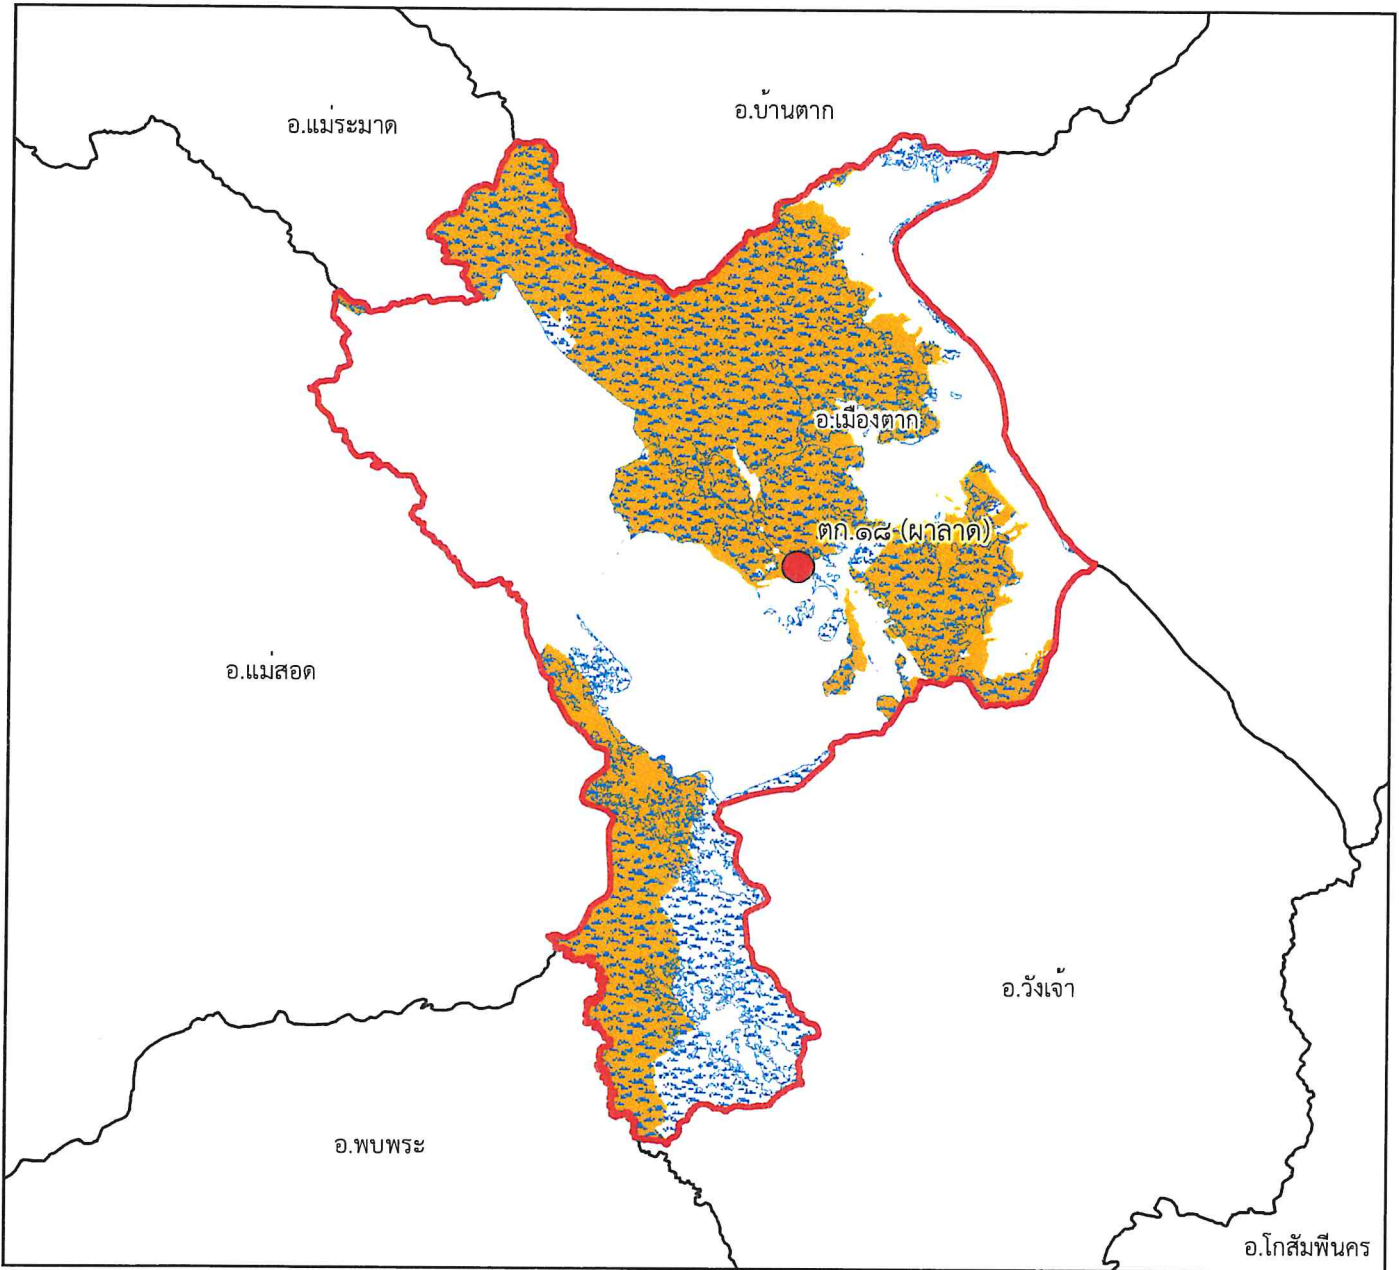 อ.บ้านตาก
อ.แม่ระมาด
อ.เมืองตาก
ตก.๑๘ (ผาลาด)
อ.แม่สอด
อ.วังเจ้า
อ.พบพระ
อ.โกสัมพีนคร